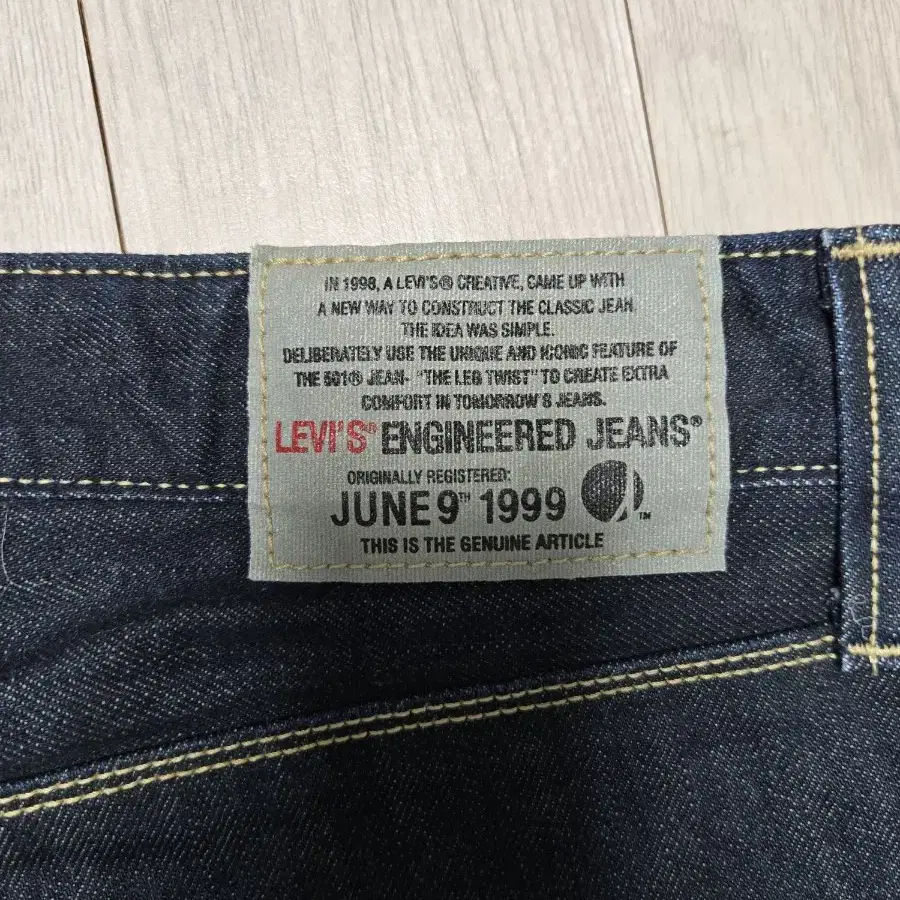 IN 1998, A LEVI'S® CREATIVE, CAME UP WITH
A NEW WAY TO CONSTRUCT THE CLASSIC JEAN.
THE IDEA WAS SIMPLE.
DELIBERATELY USE THE UNIQUE AND ICONIC FEATURE OF
THE 501® JEAN- "THE LEG TWIST" TO CREATE EXTRA
COMFORT IN TOMORROW'S JEANS.
LEVI'S® ENGINEERED JEANS®
ORIGINALLY REGISTERED:
JUNE 9TH 1999 TM
THIS IS THE GENUINE ARTICLE